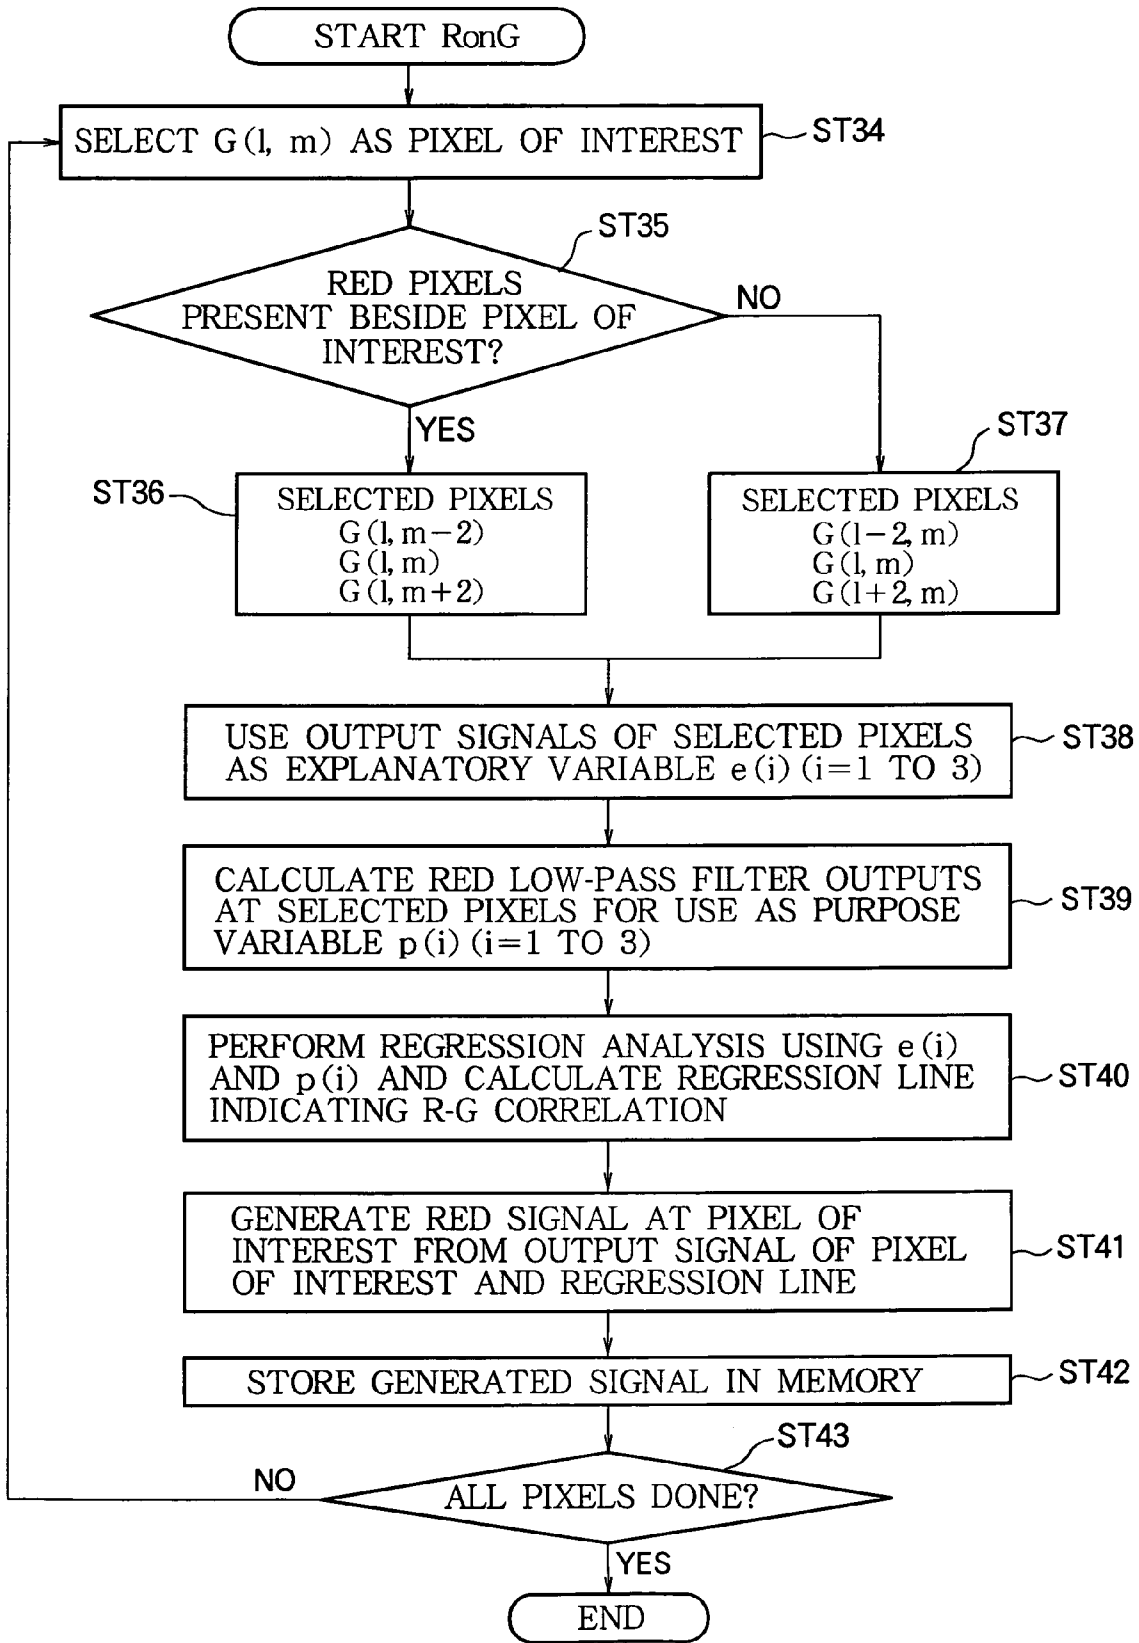 START RonG
SELECT G(l, m) AS PIXEL OF INTEREST
ST34
ST35
RED PIXELS
PRESENT BESIDE PIXEL OF
INTEREST?
NO
YES
ST36
SELECTED PIXELS
G(l, m−2)
G(l, m)
G(l, m+2)
ST37
SELECTED PIXELS
G(l−2, m)
G(l, m)
G(l+2, m)
USE OUTPUT SIGNALS OF SELECTED PIXELS
AS EXPLANATORY VARIABLE e(i) (i=1 TO 3)
ST38
CALCULATE RED LOW-PASS FILTER OUTPUTS
AT SELECTED PIXELS FOR USE AS PURPOSE
VARIABLE p(i) (i=1 TO 3)
ST39
PERFORM REGRESSION ANALYSIS USING e(i)
AND p(i) AND CALCULATE REGRESSION LINE
INDICATING R-G CORRELATION
ST40
GENERATE RED SIGNAL AT PIXEL OF
INTEREST FROM OUTPUT SIGNAL OF PIXEL
OF INTEREST AND REGRESSION LINE
ST41
STORE GENERATED SIGNAL IN MEMORY
ST42
ST43
ALL PIXELS DONE?
NO
YES
END